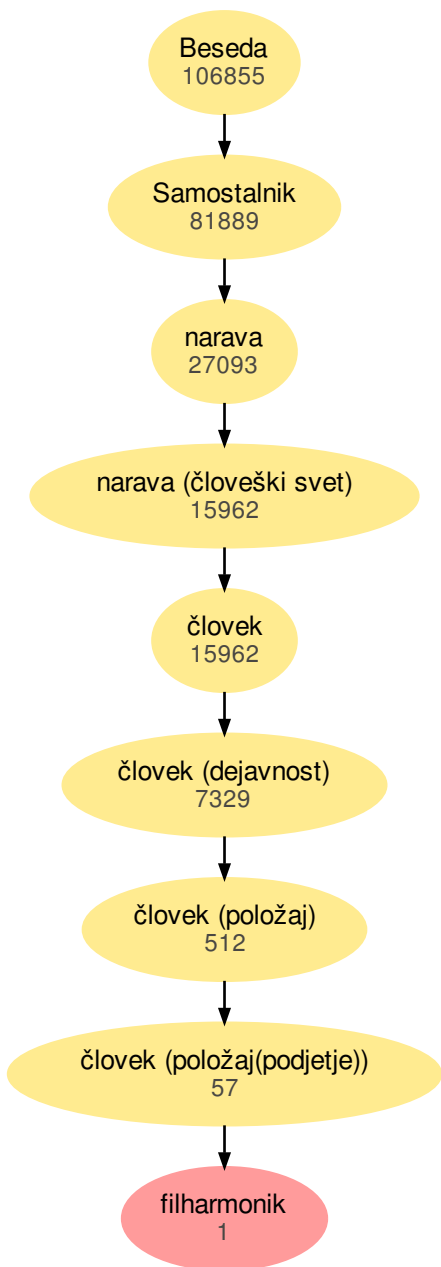 Beseda
106855
Samostalnik
81889
narava
27093
narava (človeški svet)
15962
človek
15962
človek (dejavnost)
7329
človek (položaj)
512
človek (položaj(podjetje))
57
filharmonik
1